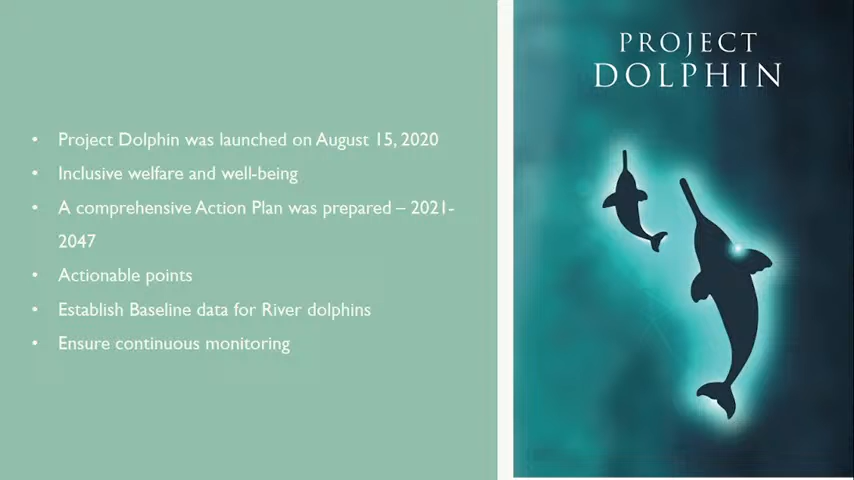 • Project Dolphin was launched on August 15, 2020
• Inclusive welfare and well-being
• A comprehensive Action Plan was prepared – 2021-
2047
• Actionable points
• Establish Baseline data for River dolphins
• Ensure continuous monitoring
PROJECT
DOLPHIN